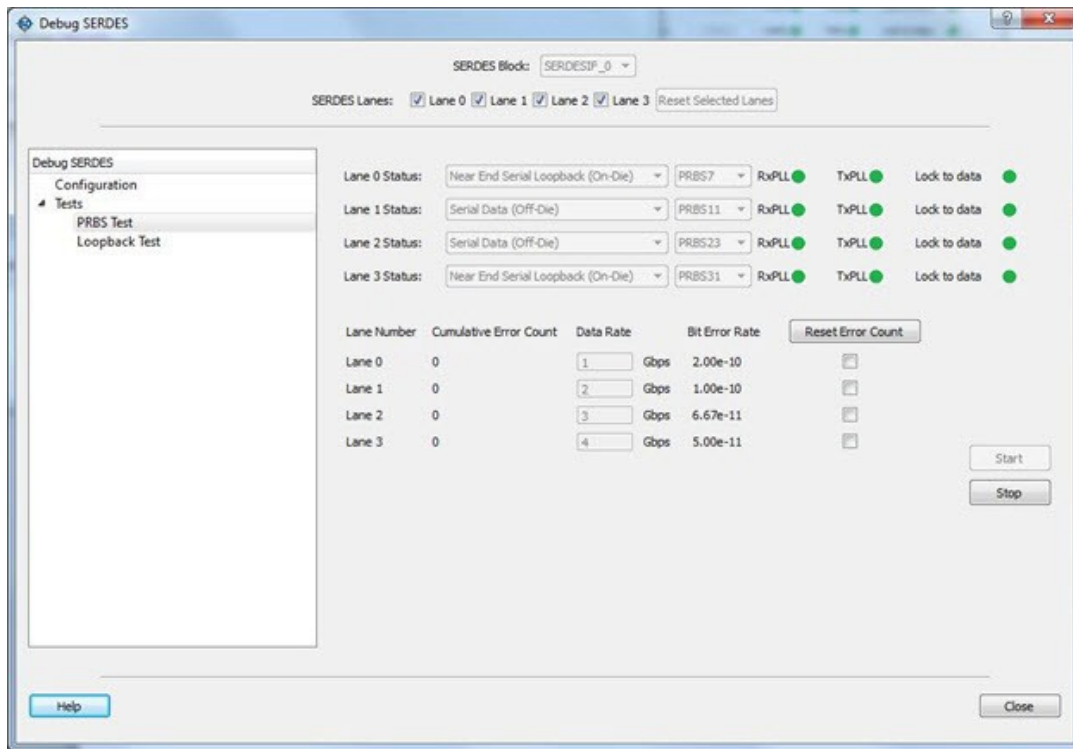 Debug SERDES
SERDES Block: SERDESIF_0
SERDES Lanes: Lane 0 Lane 1 Lane 2 Lane 3 Reset Selected Lanes
Debug SERDES
Configuration
Tests
PRBS Test
Loopback Test
Lane 0 Status: Near End Serial Loopback (On-Die) PRBS7 RxPLL TxPLL Lock to data
Lane 1 Status: Serial Data (Off-Die) PRBS11 RxPLL TxPLL Lock to data
Lane 2 Status: Serial Data (Off-Die) PRBS23 RxPLL TxPLL Lock to data
Lane 3 Status: Near End Serial Loopback (On-Die) PRBS31 RxPLL TxPLL Lock to data
Lane Number Cumulative Error Count Data Rate Bit Error Rate Reset Error Count
Lane 0 0 1 Gbps 2.00e-10
Lane 1 0 2 Gbps 1.00e-10
Lane 2 0 3 Gbps 6.67e-11
Lane 3 0 4 Gbps 5.00e-11
Start
Stop
Help
Close